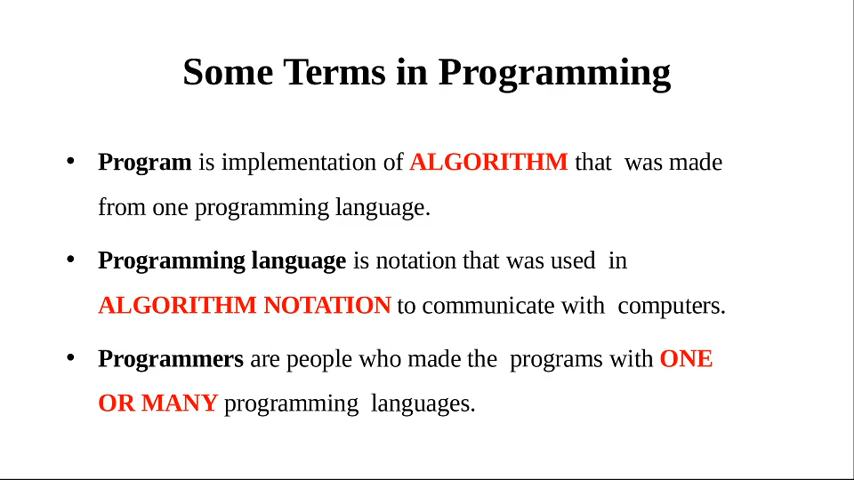 Some Terms in Programming
• Program is implementation of ALGORITHM that was made
from one programming language.
• Programming language is notation that was used in
ALGORITHM NOTATION to communicate with computers.
• Programmers are people who made the programs with ONE
OR MANY programming languages.